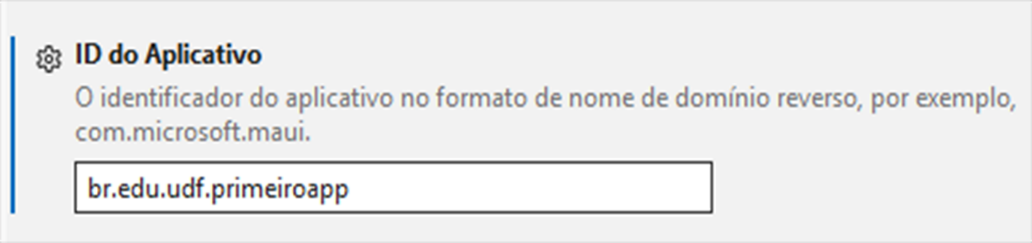 ID do Aplicativo
O identificador do aplicativo no formato de nome de domínio reverso, por exemplo,
com.microsoft.maui.
br.edu.udf.primeiroapp